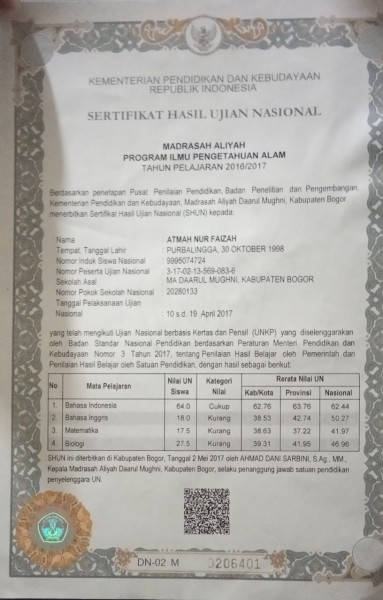 KEMENTERIAN PENDIDIKAN DAN KEBUDAYAAN
REPUBLIK INDONESIA
SERTIFIKAT HASIL UJIAN NASIONAL
MADRASAH ALIYAH
PROGRAM ILMU PENGETAHUAN ALAM
TAHUN PELAJARAN 2016/2017
Berdasarkan penetapan Pusat Penilaian Pendidikan, Badan Penelitian dan Pengembangan,
Kementerian Pendidikan dan Kebudayaan, Madrasah Aliyah Daarul Mughni, Kabupaten Bogor
menerbitkan Sertifikat Hasil Ujian Nasional (SHUN) kepada:
Nama ATMAH NUR FAIZAH
Tempat, Tanggal Lahir PURBALINGGA, 30 OKTOBER 1998
Nomor Induk Siswa Nasional 9985074724
Nomor Peserta Ujian Nasional 3-17-02-13-569-083-6
Sekolah Asal MA DAARUL MUGHNI, KABUPATEN BOGOR
Nomor Pokok Sekolah Nasional 20280133
Tanggal Pelaksanaan Ujian
Nasional : 10 s.d. 19 April 2017
yang telah mengikuti Ujian Nasional berbasis Kertas dan Pensil (UNKP) yang diselenggarakan
oleh Badan Standar Nasional Pendidikan berdasarkan Peraturan Menteri Pendidikan dan
Kebudayaan Nomor 3 Tahun 2017, tentang Penilaian Hasil Belajar oleh Pemerintah dan
Penilaian Hasil Belajar oleh Satuan Pendidikan, dengan hasil sebagai berikut:
No Mata Pelajaran Nilai UN Siswa Kategori Nilai Rerata Nilai UN
Kab/Kota Provinsi Nasional
1. Bahasa Indonesia 64.0 Cukup 62.76 63.76 62.44
2. Bahasa Inggris 18.0 Kurang 38.53 42.74 50.27
3. Matematika 17.5 Kurang 38.63 37.22 41.97
4. Biologi 27.5 Kurang 39.31 41.95 46.96
SHUN ini diterbitkan di Kabupaten Bogor, Tanggal 2 Mei 2017 oleh AHMAD DANI SARBINI, S.Ag., MM.,
Kepala Madrasah Aliyah Daarul Mughni, Kabupaten Bogor, selaku penanggung jawab satuan pendidikan
penyelenggara UN.
DN-02 M 0206401